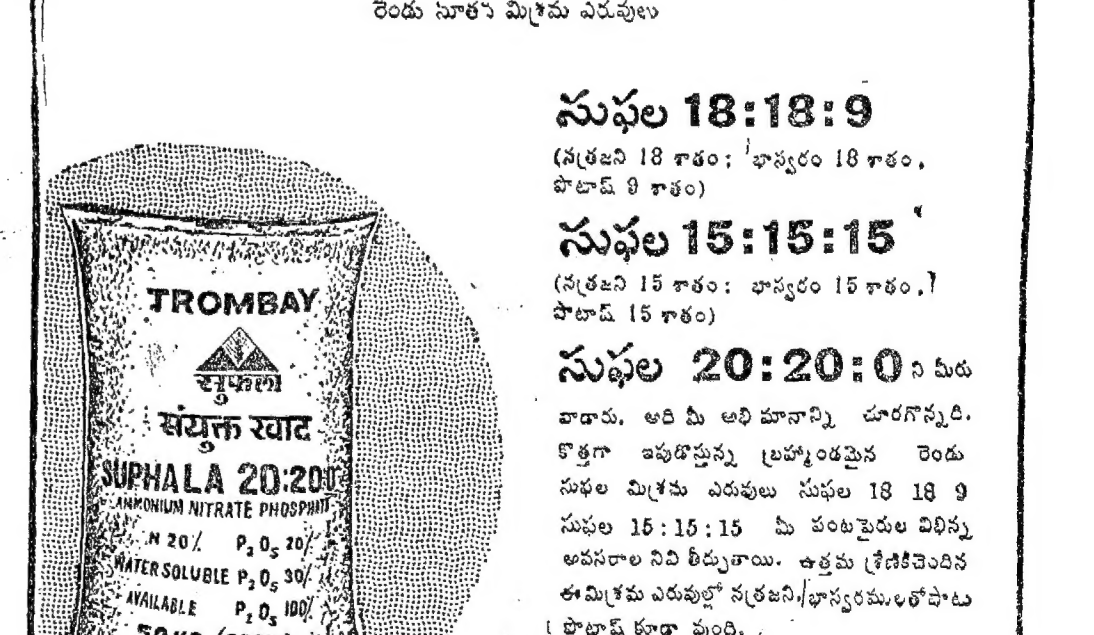 రెండు నూతన మిశ్రమ ఎరువులు
సుఫల 18:18:9
(నత్రజని 18 శాతం; భాస్వరం 18 శాతం,
పొటాష్ 9 శాతం)
సుఫల 15:15:15
(నత్రజని 15 శాతం; భాస్వరం 15 శాతం,
పొటాష్ 15 శాతం)
సుఫల 20:20:0 ని మీరు
వాడారు. అది మీ అభిమానాన్ని చూరగొన్నది.
కొత్తగా ఇపుడొస్తున్న బ్రహ్మాండమైన రెండు
సుఫల మిశ్రమ ఎరువులు సుఫల 18 18 9
సుఫల 15:15:15 మీ పంటపైరుల విభిన్న
అవసరాల నివి తీర్చుతాయి. ఉత్తమ శ్రేణికిచెందిన
ఈమిశ్రమ ఎరువుల్లో నత్రజని, భాస్వరములతోపాటు
పొటాష్ కూడా వుంది.
TROMBAY
सुफला
संयुक्त खाद
SUPHALA 20:20:0
AMMONIUM NITRATE PHOSPHATE
N 20% P₂O₅ 20%
WATER SOLUBLE P₂O₅ 30%
AVAILABLE P₂O₅ 100%